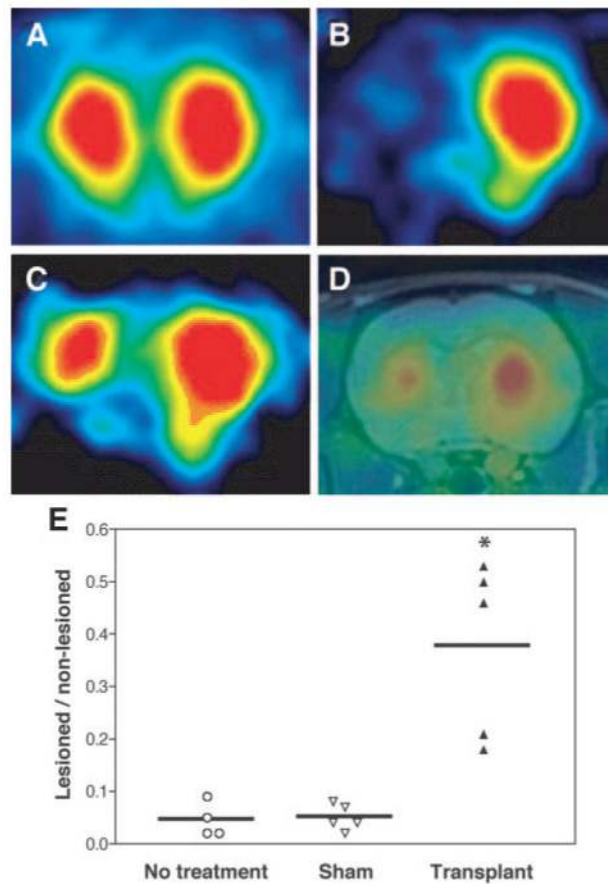 A
B
C
D
E
0.6
*
0.5
0.4
0.3
0.2
0.1
0.0
Lesioned / non-lesioned
No treatment Sham Transplant